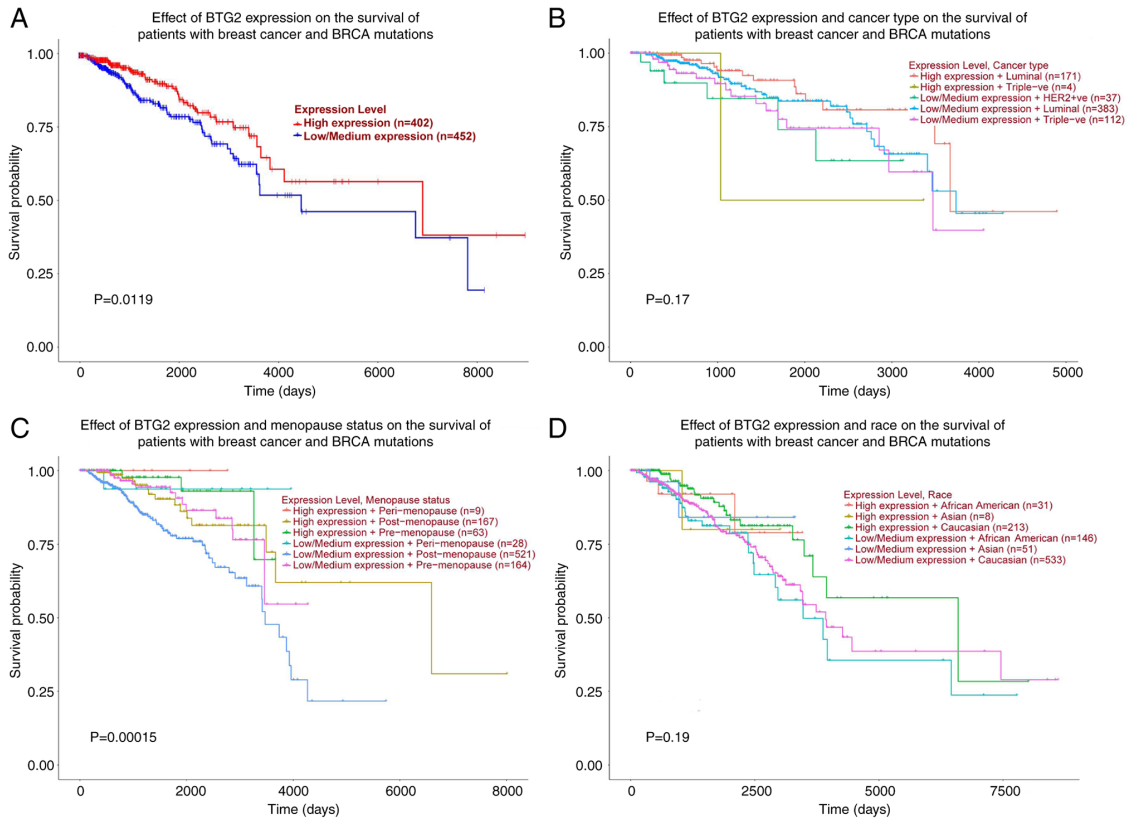 A
Effect of BTG2 expression on the survival of
patients with breast cancer and BRCA mutations
1.00
0.75
0.50
0.25
0.00
Survival probability
Expression Level
High expression (n=402)
Low/Medium expression (n=452)
P=0.0119
0 2000 4000 6000 8000
Time (days)
B
Effect of BTG2 expression and cancer type on the survival of
patients with breast cancer and BRCA mutations
1.00
0.75
0.50
0.25
0.00
Survival probability
Expression Level, Cancer type
High expression + Luminal (n=171)
High expression + Triple−ve (n=4)
Low/Medium expression + HER2+ve (n=37)
Low/Medium expression + Luminal (n=383)
Low/Medium expression + Triple−ve (n=112)
P=0.17
0 1000 2000 3000 4000 5000
Time (days)
C
Effect of BTG2 expression and menopause status on the survival of
patients with breast cancer and BRCA mutations
1.00
0.75
0.50
0.25
0.00
Survival probability
Expression Level, Menopause status
High expression + Peri−menopause (n=9)
High expression + Post−menopause (n=167)
High expression + Pre−menopause (n=63)
Low/Medium expression + Peri−menopause (n=28)
Low/Medium expression + Post−menopause (n=521)
Low/Medium expression + Pre−menopause (n=164)
P=0.00015
0 2000 4000 6000 8000
Time (days)
D
Effect of BTG2 expression and race on the survival of
patients with breast cancer and BRCA mutations
1.00
0.75
0.50
0.25
0.00
Survival probability
Expression Level, Race
High expression + African American (n=31)
High expression + Asian (n=8)
High expression + Caucasian (n=213)
Low/Medium expression + African American (n=146)
Low/Medium expression + Asian (n=51)
Low/Medium expression + Caucasian (n=533)
P=0.19
0 2500 5000 7500
Time (days)